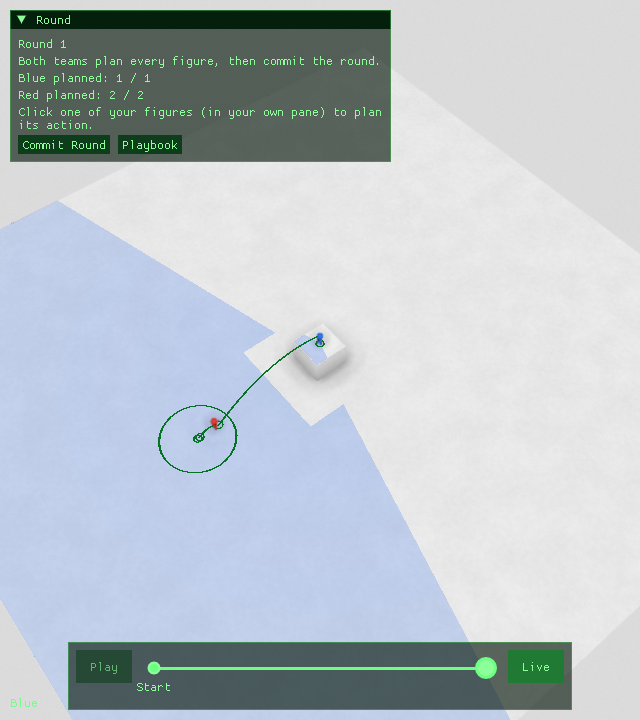 Round
Round 1
Both teams plan every figure, then commit the round.
Blue planned: 1 / 1
Red planned: 2 / 2
Click one of your figures (in your own pane) to plan
its action.
Commit Round Playbook
Play Live
Start
Blue